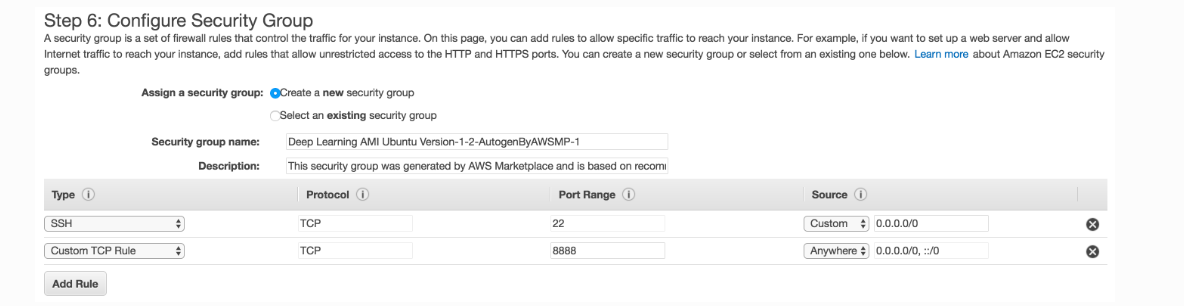 Step 6: Configure Security Group
A security group is a set of firewall rules that control the traffic for your instance. On this page, you can add rules to allow specific traffic to reach your instance. For example, if you want to set up a web server and allow
Internet traffic to reach your instance, add rules that allow unrestricted access to the HTTP and HTTPS ports. You can create a new security group or select from an existing one below. Learn more about Amazon EC2 security
groups.
Assign a security group: Create a new security group
Select an existing security group
Security group name: Deep Learning AMI Ubuntu Version-1-2-AutogenByAWSMP-1
Description: This security group was generated by AWS Marketplace and is based on recom
Type i Protocol i Port Range i Source i
SSH TCP 22 Custom 0.0.0.0/0
Custom TCP Rule TCP 8888 Anywhere 0.0.0.0/0, ::/0
Add Rule